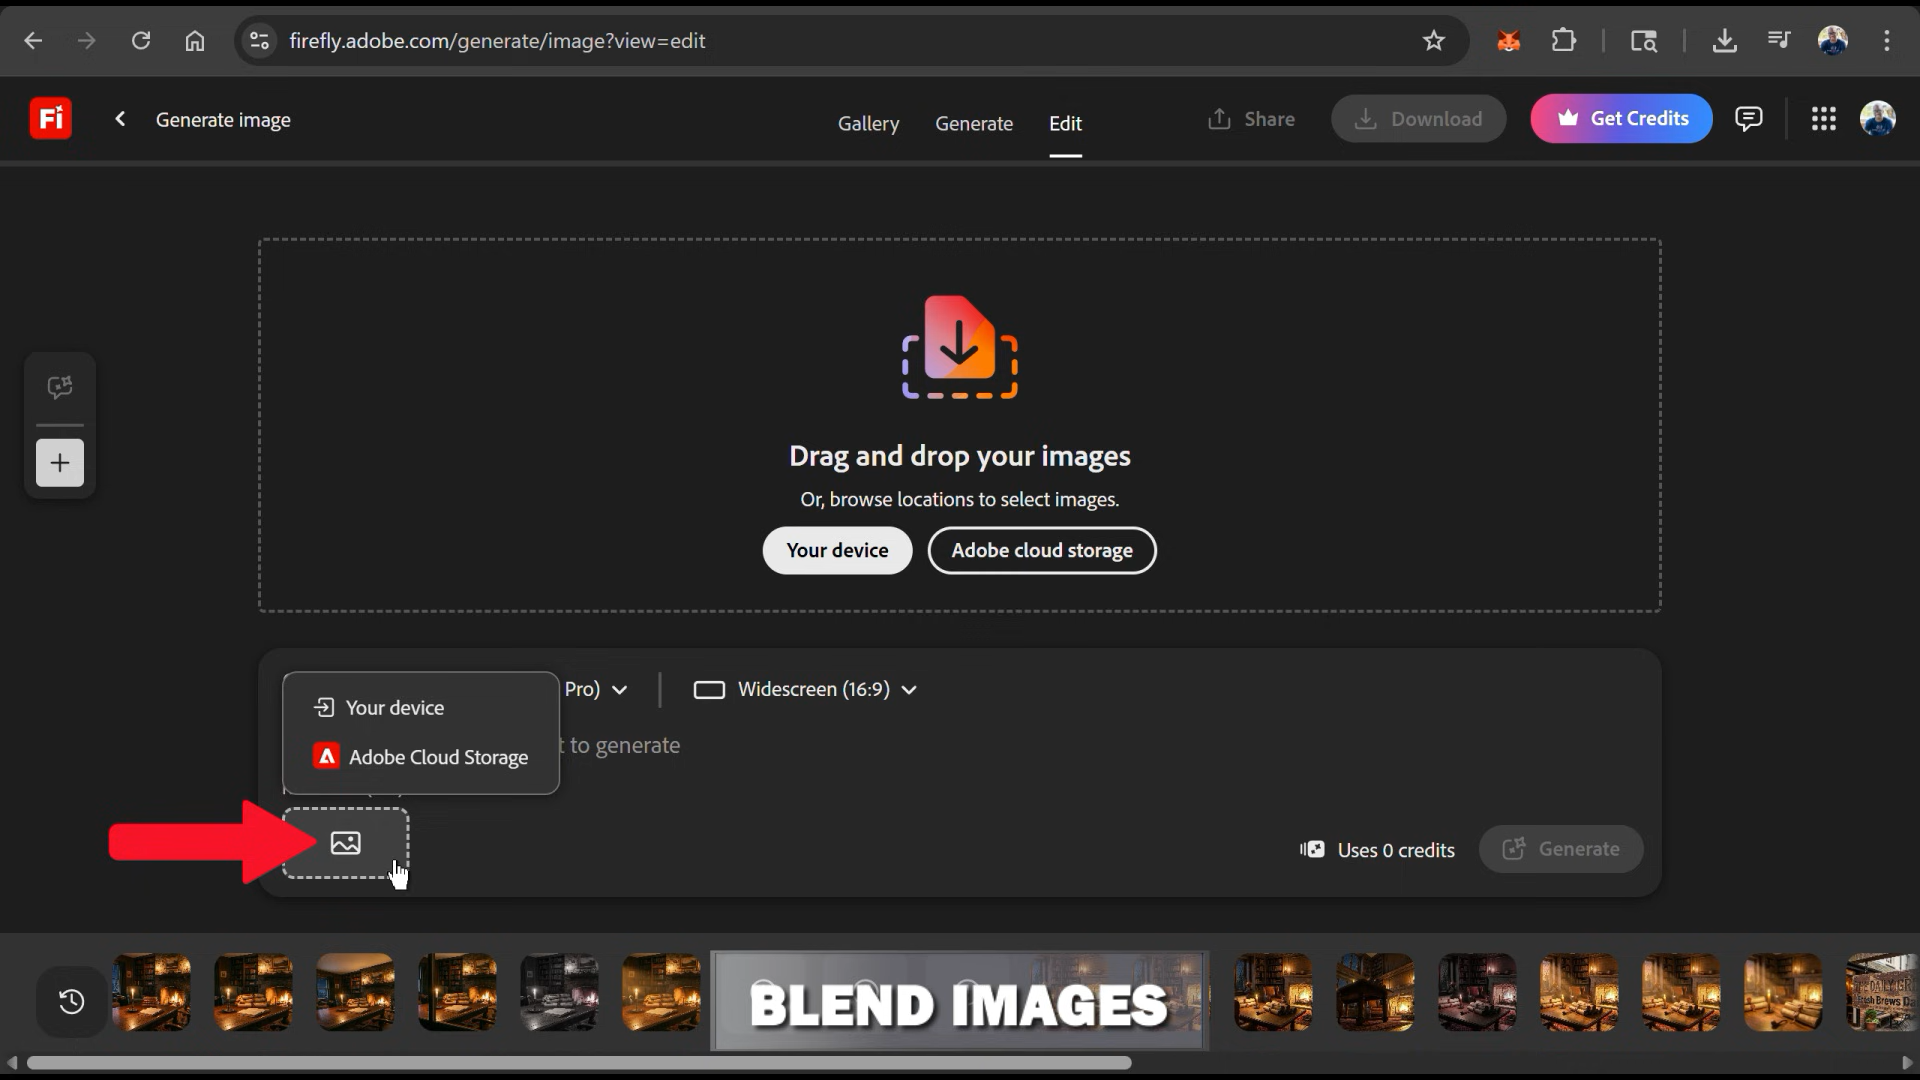 firefly.adobe.com/generate/image?view=edit
Fi
Generate image
Gallery
Generate
Edit
Share
Download
Get Credits
Drag and drop your images
Or, browse locations to select images.
Your device
Adobe cloud storage
Pro)
Widescreen (16:9)
Your device
Adobe Cloud Storage
t to generate
Uses 0 credits
Generate
BLEND IMAGES